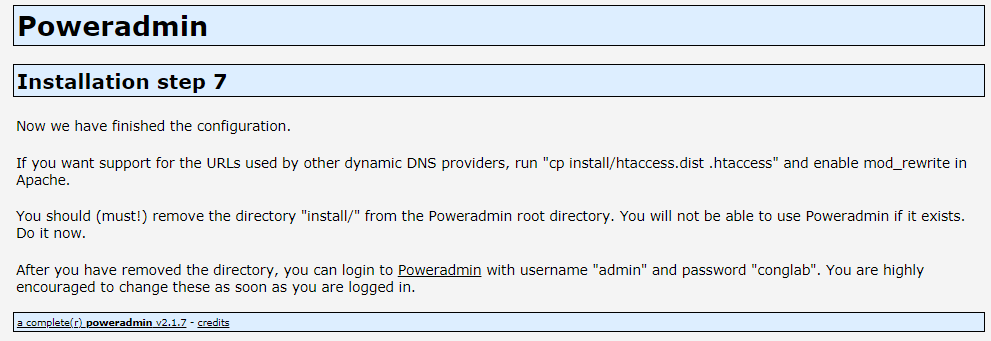 Poweradmin
Installation step 7
Now we have finished the configuration.
If you want support for the URLs used by other dynamic DNS providers, run "cp install/htaccess.dist .htaccess" and enable mod_rewrite in
Apache.
You should (must!) remove the directory "install/" from the Poweradmin root directory. You will not be able to use Poweradmin if it exists.
Do it now.
After you have removed the directory, you can login to Poweradmin with username "admin" and password "conglab". You are highly
encouraged to change these as soon as you are logged in.
a complete(r) poweradmin v2.1.7 - credits